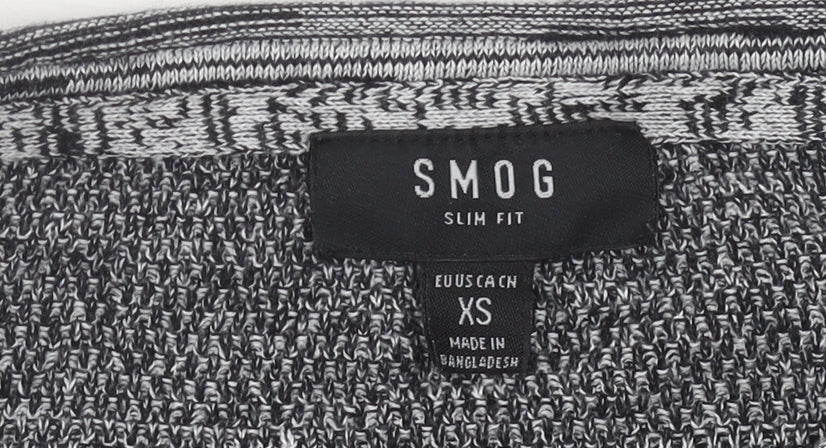 SMOG
SLIM FIT
EU US CA CN
XS
MADE IN
BANGLADESH